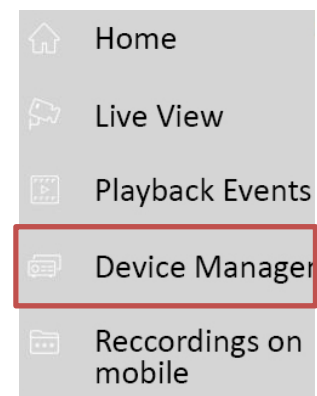 Home
Live View
Playback Events
Device Manager
Reccordings on
mobile